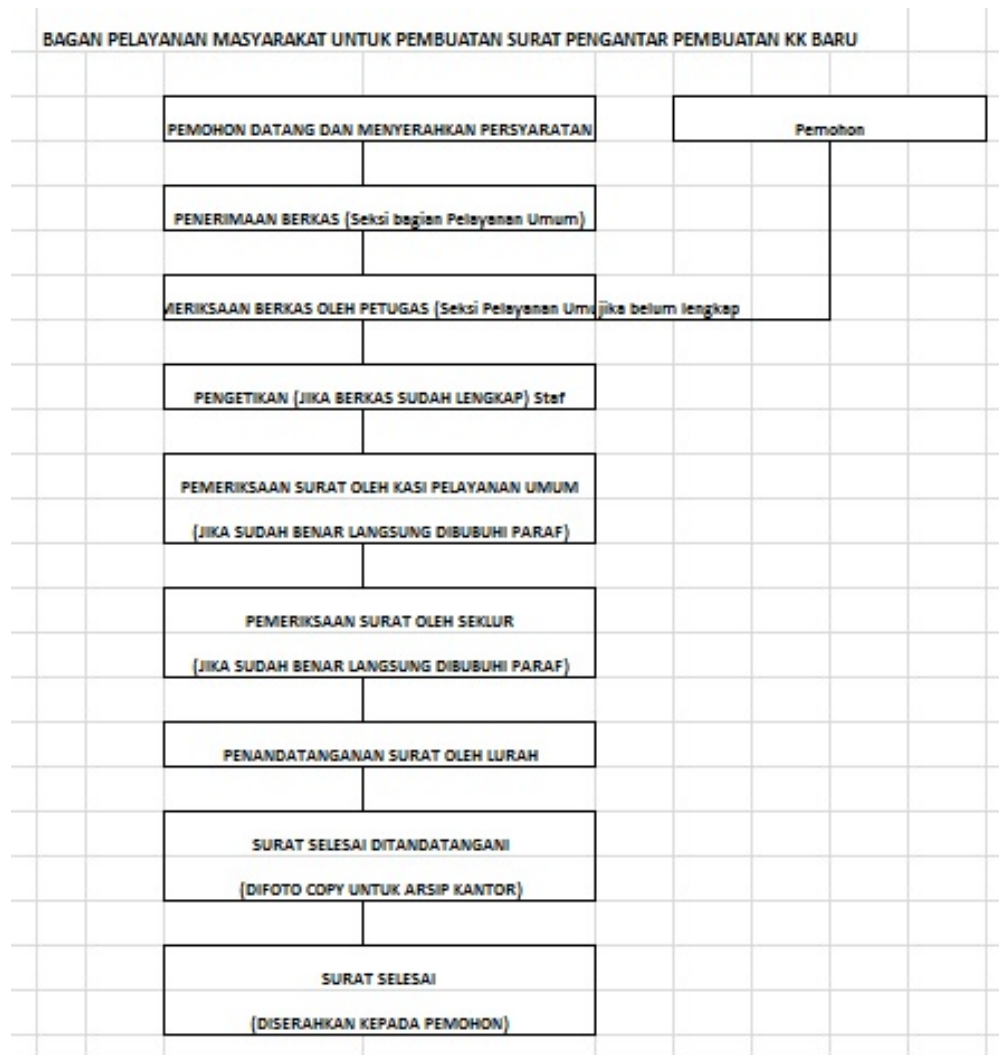 BAGAN PELAYANAN MASYARAKAT UNTUK PEMBUATAN SURAT PENGANTAR PEMBUATAN KK BARU
PEMOHON DATANG DAN MENYERAHKAN PERSYARATAN
Pemohon
PENERIMAAN BERKAS (Seksi bagian Pelayanan Umum)
MERIKSAAN BERKAS OLEH PETUGAS (Seksi Pelayanan Umu jika belum lengkap
PENGETIKAN (JIKA BERKAS SUDAH LENGKAP) Staf
PEMERIKSAAN SURAT OLEH KASI PELAYANAN UMUM
(JIKA SUDAH BENAR LANGSUNG DIBUBUHI PARAF)
PEMERIKSAAN SURAT OLEH SEKLUR
(JIKA SUDAH BENAR LANGSUNG DIBUBUHI PARAF)
PENANDATANGANAN SURAT OLEH LURAH
SURAT SELESAI DITANDATANGANI
(DIFOTO COPY UNTUK ARSIP KANTOR)
SURAT SELESAI
(DISERAHKAN KEPADA PEMOHON)